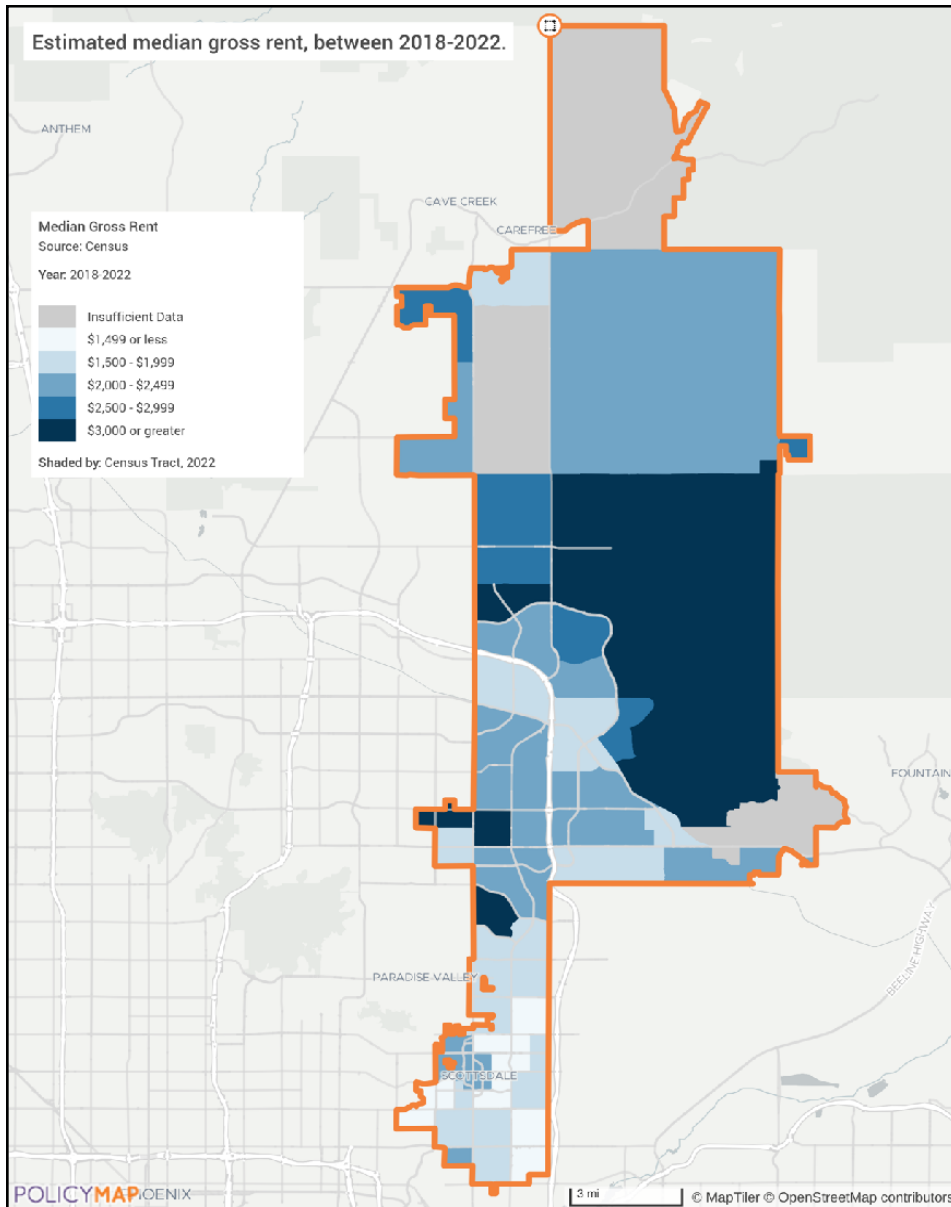 Estimated median gross rent, between 2018-2022.
ANTHEM
CAVE CREEK
CAREFREE
Median Gross Rent
Source: Census
Year: 2018-2022
Insufficient Data
$1,499 or less
$1,500 - $1,999
$2,000 - $2,499
$2,500 - $2,999
$3,000 or greater
Shaded by: Census Tract, 2022
FOUNTAIN
BEELINE HIGHWAY
PARADISE VALLEY
SCOTTSDALE
POLICYMAP
3 mi
© MapTiler © OpenStreetMap contributors